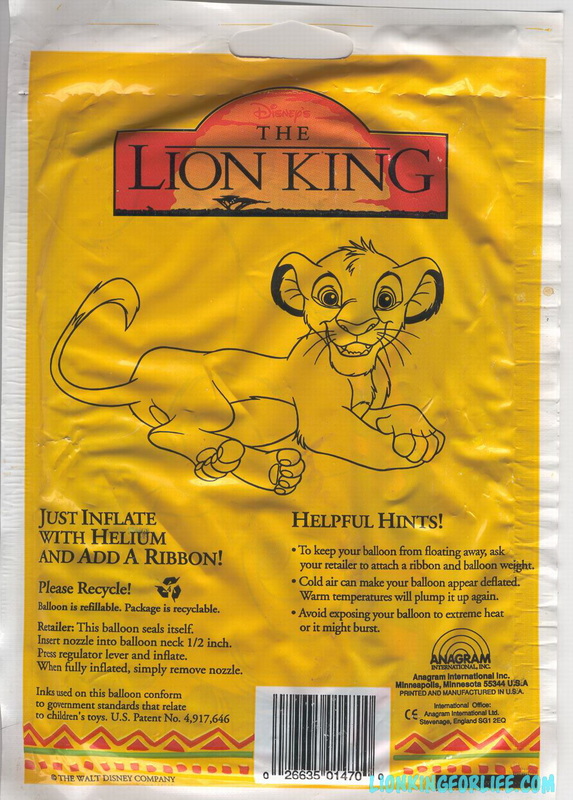 Disney's
THE
LION KING
JUST INFLATE
WITH HELIUM
AND ADD A RIBBON!
Please Recycle!
Balloon is refillable. Package is recyclable.
Retailer: This balloon seals itself.
Insert nozzle into balloon neck 1/2 inch.
Press regulator lever and inflate.
When fully inflated, simply remove nozzle.
Inks used on this balloon conform
to government standards that relate
to children's toys. U.S. Patent No. 4,917,646
HELPFUL HINTS!
• To keep your balloon from floating away, ask
your retailer to attach a ribbon and balloon weight.
• Cold air can make your balloon appear deflated.
Warm temperatures will plump it up again.
• Avoid exposing your balloon to extreme heat
or it might burst.
ANAGRAM
INTERNATIONAL, INC.
Anagram International Inc.
Minneapolis, Minnesota 55344 U.S.A
PRINTED AND MANUFACTURED IN U.S.A.
International Office:
CE Anagram International Ltd.
Stevenage, England SG1 2EQ
© THE WALT DISNEY COMPANY
0 26635 01470
LIONKINGFORLIFE.COM